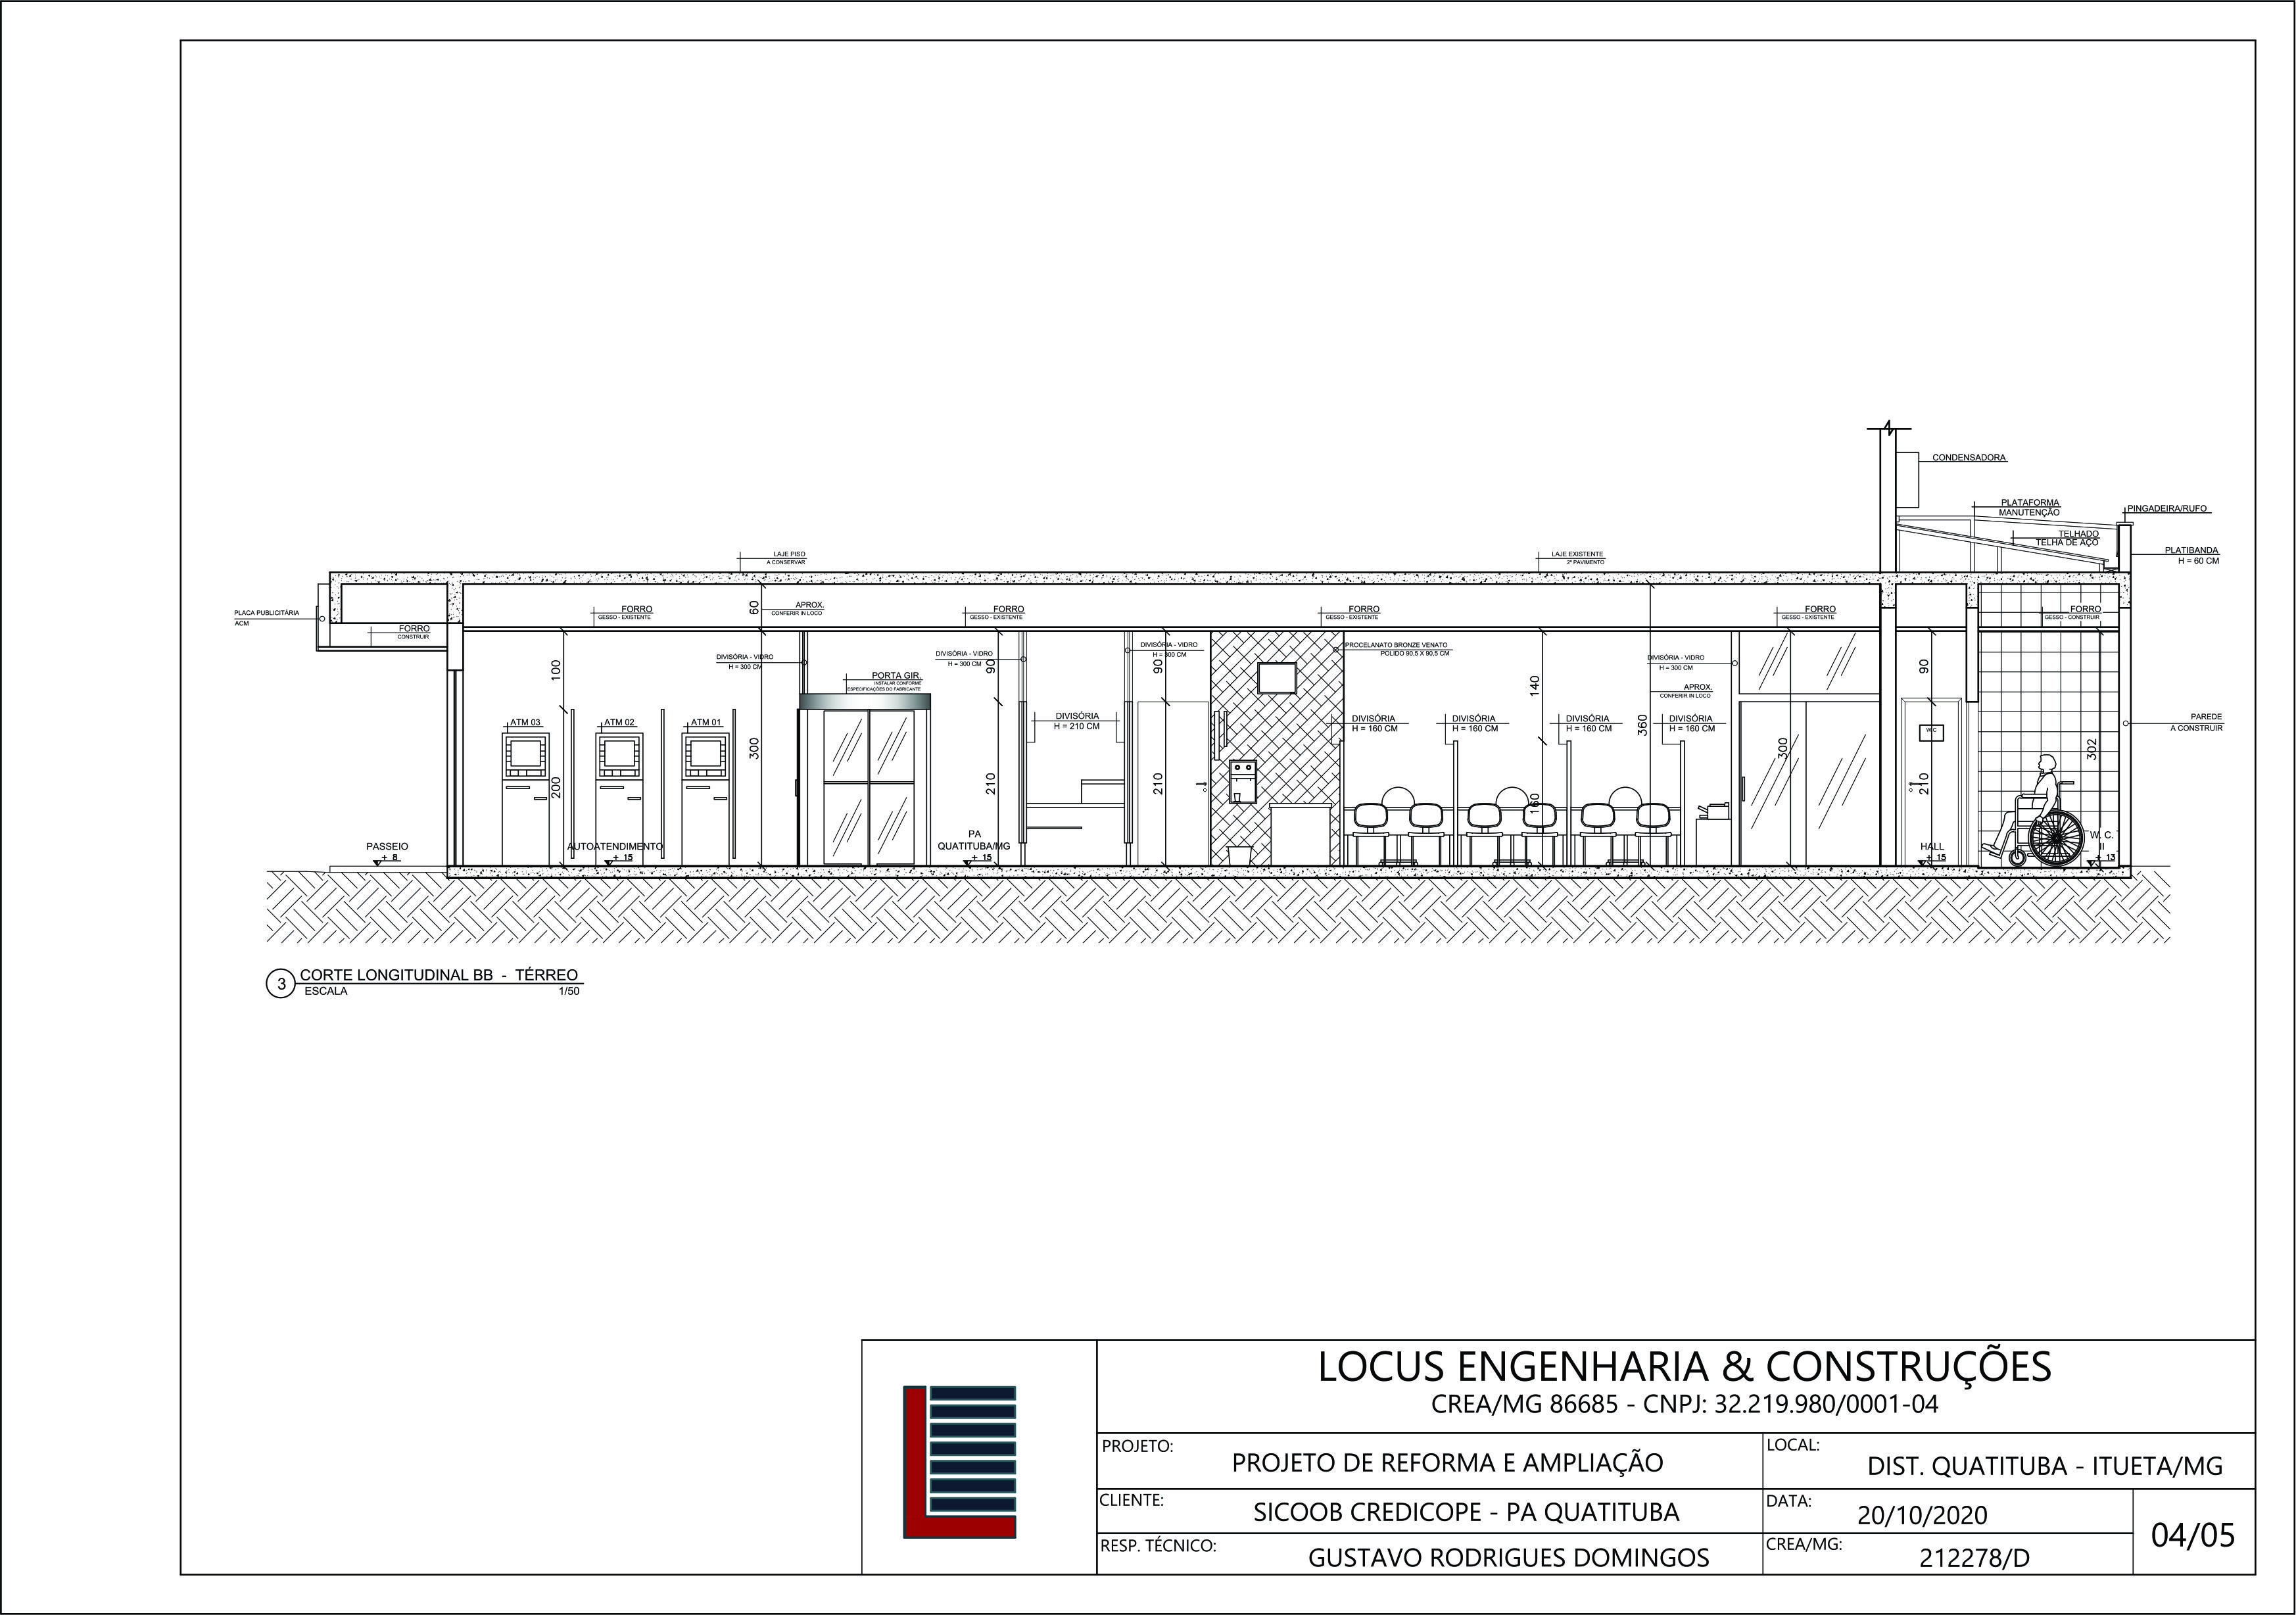 CONDENSADORA
PLATAFORMA
MANUTENÇÃO
PINGADEIRA/RUFO
TELHADO
TELHA DE AÇO
PLATIBANDA
H = 60 CM
LAJE PISO
A CONSERVAR
LAJE EXISTENTE
2º PAVIMENTO
PLACA PUBLICITÁRIA
ACM
FORRO
CONSTRUIR
FORRO
GESSO - EXISTENTE
60
APROX.
CONFERIR IN LOCO
FORRO
GESSO - EXISTENTE
FORRO
GESSO - EXISTENTE
FORRO
GESSO - EXISTENTE
FORRO
GESSO - CONSTRUIR
100
DIVISÓRIA - VIDRO
H = 300 CM
DIVISÓRIA - VIDRO
H = 300 CM
90
DIVISÓRIA - VIDRO
H = 300 CM
90
PROCELANATO BRONZE VENATO
POLIDO 90,5 X 90,5 CM
DIVISÓRIA - VIDRO
H = 300 CM
90
PORTA GIR.
INSTALAR CONFORME
ESPECIFICAÇÕES DO FABRICANTE
140
APROX.
CONFERIR IN LOCO
ATM 03
ATM 02
ATM 01
DIVISÓRIA
H = 210 CM
DIVISÓRIA
H = 160 CM
DIVISÓRIA
H = 160 CM
DIVISÓRIA
H = 160 CM
DIVISÓRIA
H = 160 CM
360
WC
PAREDE
A CONSTRUIR
200
300
210
210
160
300
210
302
PASSEIO
+ 8
AUTOATENDIMENTO
+ 15
PA
QUATITUBA/MG
+ 15
HALL
+ 15
W. C.
II
+ 13
3
CORTE LONGITUDINAL BB - TÉRREO
ESCALA 1/50
LOCUS ENGENHARIA & CONSTRUÇÕES
CREA/MG 86685 - CNPJ: 32.219.980/0001-04
PROJETO: PROJETO DE REFORMA E AMPLIAÇÃO
LOCAL: DIST. QUATITUBA - ITUETA/MG
CLIENTE: SICOOB CREDICOPE - PA QUATITUBA
DATA: 20/10/2020
RESP. TÉCNICO: GUSTAVO RODRIGUES DOMINGOS
CREA/MG: 212278/D
04/05